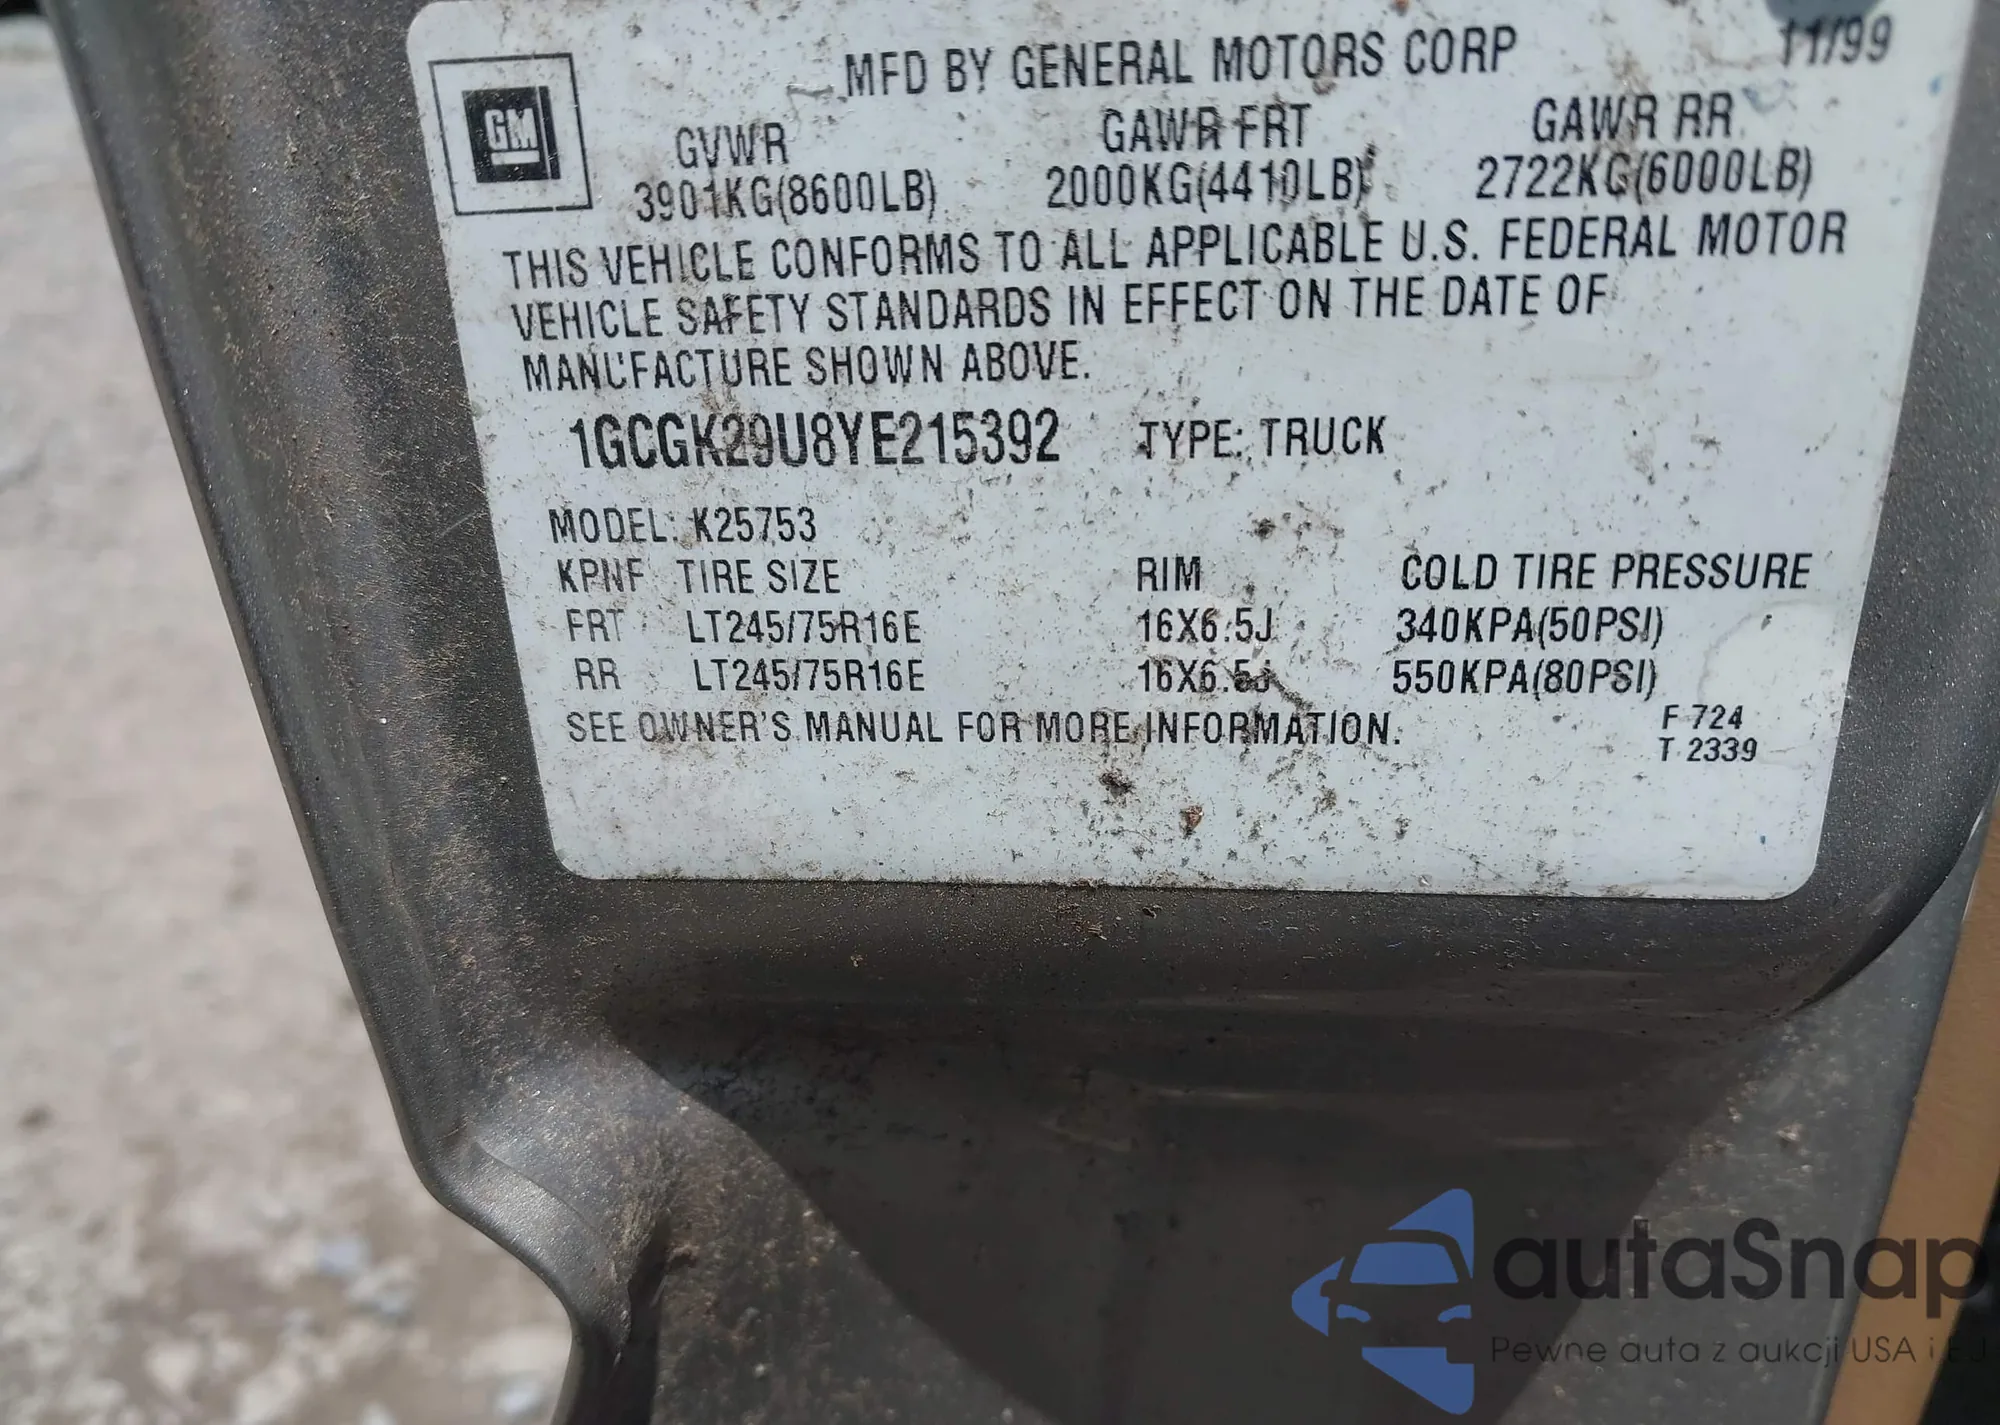 MFD BY GENERAL MOTORS CORP 11/99
GM
GVWR GAWR FRT GAWR RR
3901KG(8600LB) 2000KG(4410LB) 2722KG(6000LB)
THIS VEHICLE CONFORMS TO ALL APPLICABLE U.S. FEDERAL MOTOR
VEHICLE SAFETY STANDARDS IN EFFECT ON THE DATE OF
MANUFACTURE SHOWN ABOVE.
1GCGK29U8YE215392 TYPE: TRUCK
MODEL: K25753
KPNF TIRE SIZE RIM COLD TIRE PRESSURE
FRT LT245/75R16E 16X6.5J 340KPA(50PSI)
RR LT245/75R16E 16X6.5J 550KPA(80PSI)
SEE OWNER'S MANUAL FOR MORE INFORMATION.
F 724
T 2339
autaSnap
Pewne auta z aukcji USA i